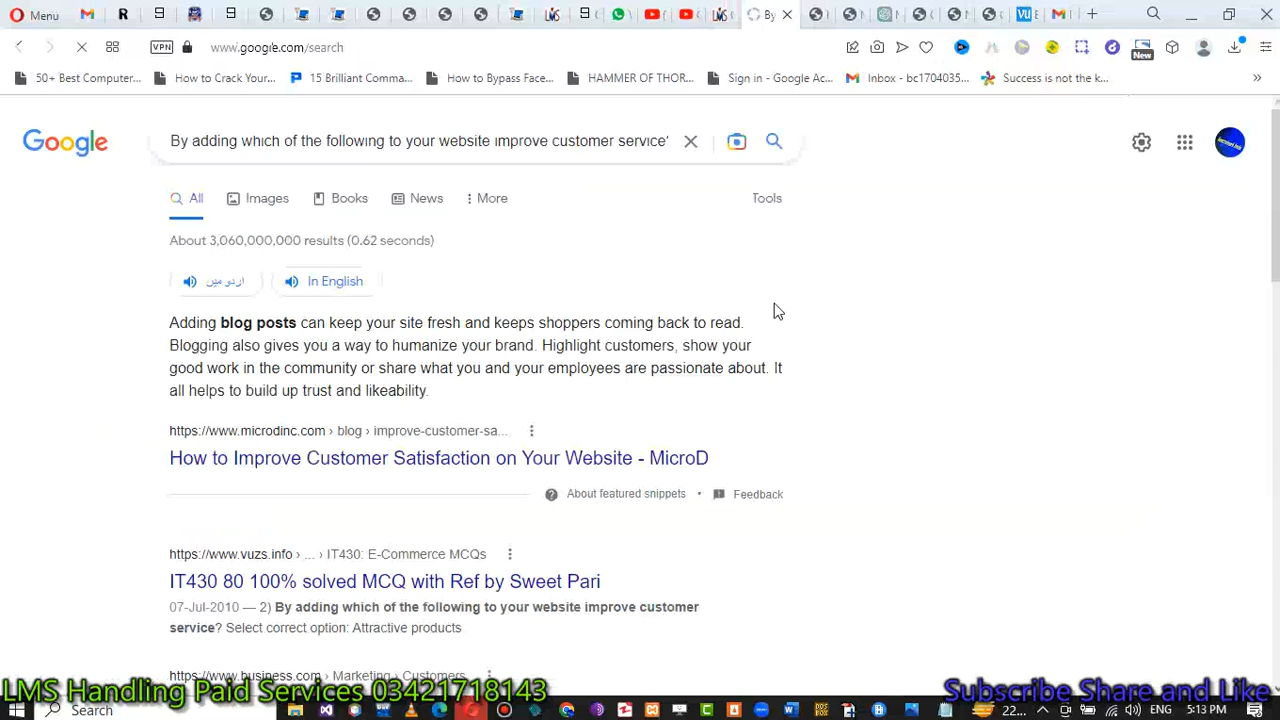 Menu
VPN
www.google.com/search
New
50+ Best Computer...
How to Crack Your...
15 Brilliant Comma...
How to Bypass Face...
HAMMER OF THOR...
Sign in - Google Ac...
Inbox - bc1704035...
Success is not the k...
»
Google
By adding which of the following to your website improve customer service'
All
Images
Books
News
More
Tools
About 3,060,000,000 results (0.62 seconds)
اردو میں
In English
Adding blog posts can keep your site fresh and keeps shoppers coming back to read.
Blogging also gives you a way to humanize your brand. Highlight customers, show your
good work in the community or share what you and your employees are passionate about. It
all helps to build up trust and likeability.
https://www.microdinc.com › blog › improve-customer-sa...
How to Improve Customer Satisfaction on Your Website - MicroD
About featured snippets • Feedback
https://www.vuzs.info › ... › IT430: E-Commerce MCQs
IT430 80 100% solved MCQ with Ref by Sweet Pari
07-Jul-2010 — 2) By adding which of the following to your website improve customer
service? Select correct option: Attractive products
https://www.business.com › Marketing › Customers
LMS Handling Paid Services 03421718143
Subscribe Share and Like
Search
22...
ENG
5:13 PM